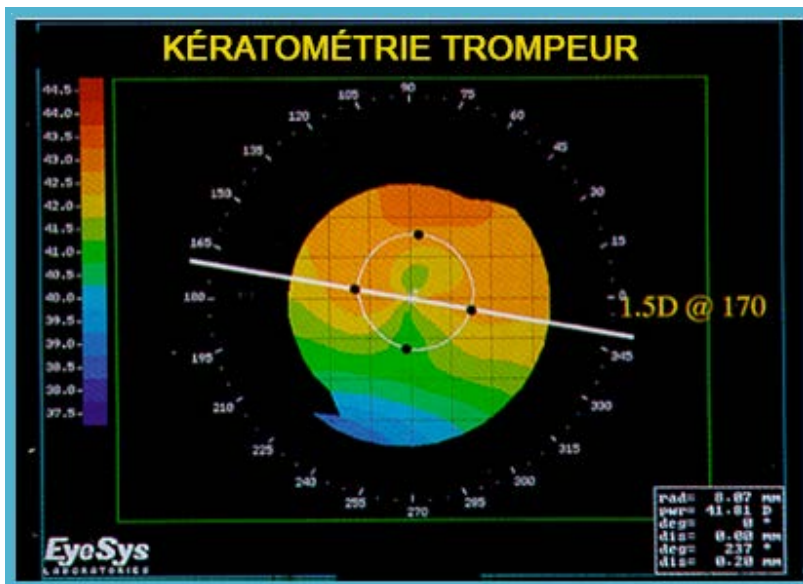 KÉRATOMÉTRIE TROMPEUR
44.5
44.0
43.5
43.0
42.5
42.0
41.5
41.0
40.5
40.0
39.5
39.0
38.5
38.0
37.5
90
105 75
120 60
135 45
150 30
165 15
180 0
1.5D @ 170
195 345
210 330
225 315
240 300
255 285
270
rad= 8.07 mm
pwr= 41.81 D
deg= 0 °
dis= 0.00 mm
deg= 237 °
dis= 0.20 mm
EyeSys
LABORATORIES